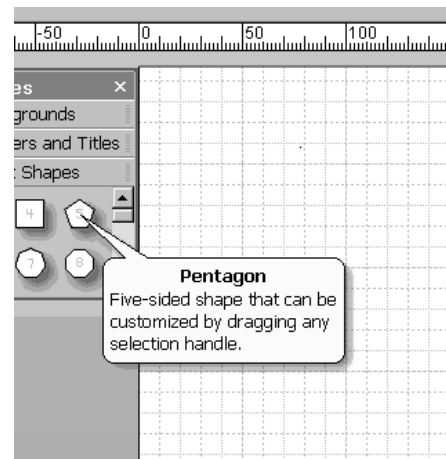 -50 0 50 100
es ×
grounds
ers and Titles
: Shapes
4 5
7 8
Pentagon
Five-sided shape that can be
customized by dragging any
selection handle.